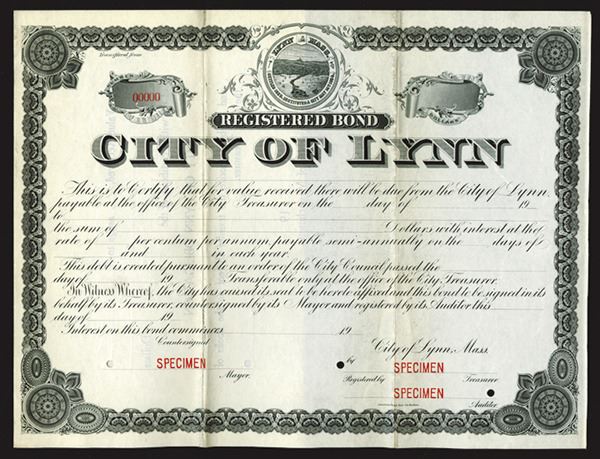 Transferred from
LYNN MASS.
00000
DOLLARS
REGISTERED BOND
CITY OF LYNN
This is to Certify that for value received there will be due from the City of Lynn,
payable at the office of the City Treasurer on the day of 19
to
the sum of Dollars with interest at the
rate of per centum per annum, payable semi-annually on the days of
and in each year
This debt is created pursuant to an order of the City Council passed the
day of Transferable only at the office of the City Treasurer.
In Witness Whereof, the City has caused its seal to be hereto affixed and this bond to be signed in its
behalf by its Treasurer, countersigned by its Mayor and registered by its Auditor this
day of 19
Interest on this bond commences 19
Countersigned
City of Lynn, Mass.
SPECIMEN
by SPECIMEN
Mayor.
Registered by Treasurer
SPECIMEN
Auditor.